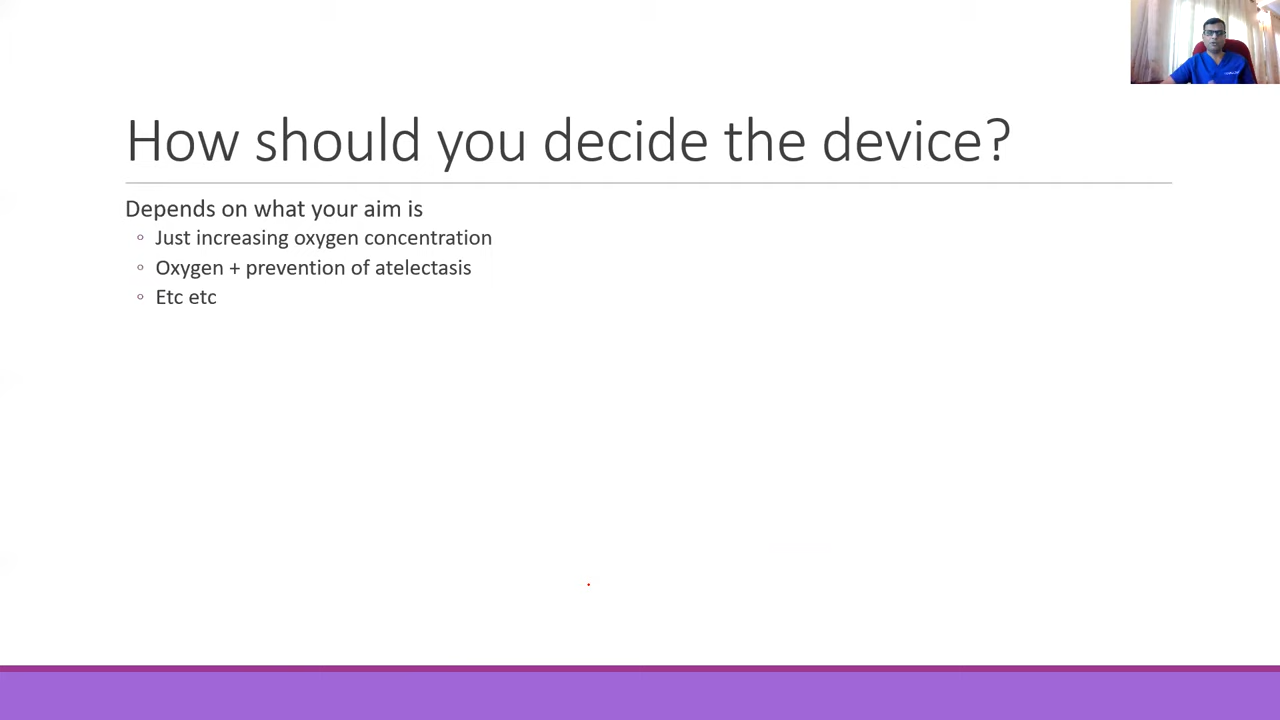 How should you decide the device?
Depends on what your aim is
Just increasing oxygen concentration
Oxygen + prevention of atelectasis
Etc etc